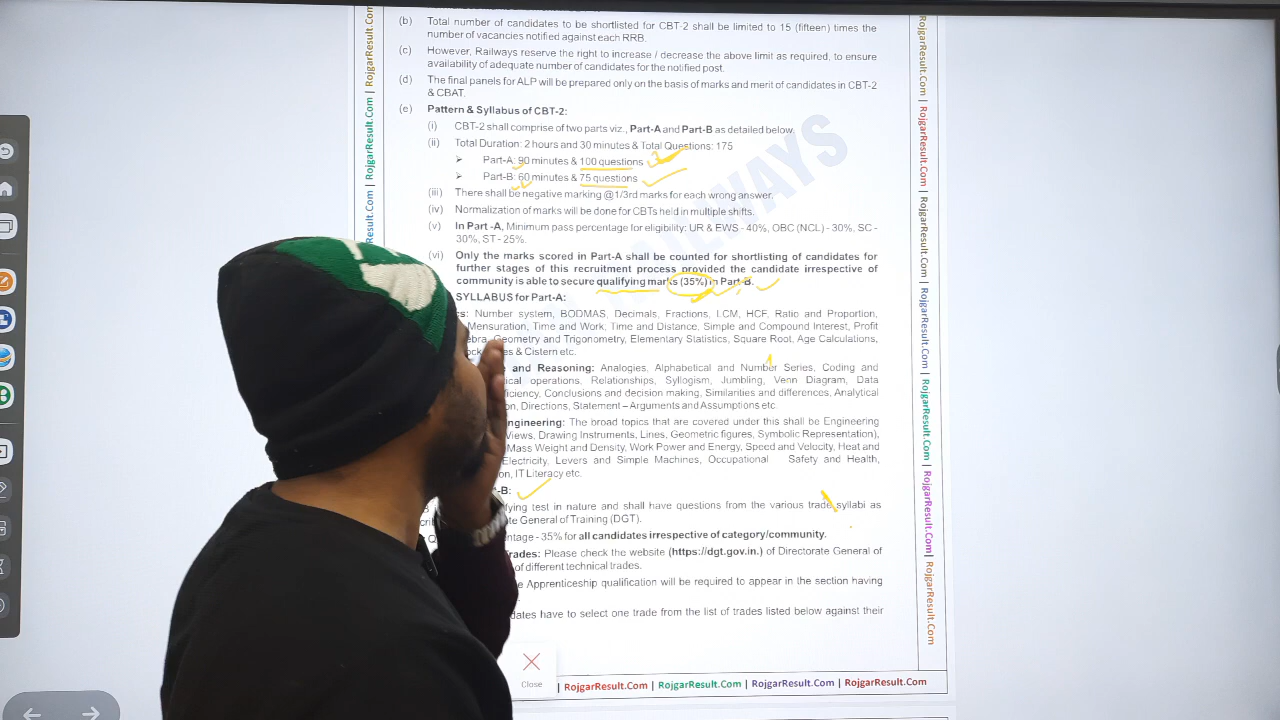 (b) Total number of candidates to be shortlisted for CBT-2 shall be limited to 15 (fifteen) times the
number of vacancies notified against each RRB.
(c) However, Railways reserve the right to increase / decrease the above limit as required, to ensure
availability of adequate number of candidates for the notified post.
(d) The final panels for ALP will be prepared only on the basis of marks and merit of candidates in CBT-2
& CBAT.
(e) Pattern & Syllabus of CBT-2:
(i) CBT-2 shall comprise of two parts viz., Part-A and Part-B as detailed below
(ii) Total Duration: 2 hours and 30 minutes & Total Questions: 175
➢ Part-A: 90 minutes & 100 questions
➢ Part-B: 60 minutes & 75 questions
(iii) There shall be negative marking @1/3rd marks for each wrong answer.
(iv) Normalization of marks will be done for CBTs held in multiple shifts.
(v) In Part -A, Minimum pass percentage for eligibility: UR & EWS - 40%, OBC (NCL) - 30%, SC -
30%, ST - 25%.
(vi) Only the marks scored in Part-A shall be counted for shortlisting of candidates for
further stages of this recruitment process provided the candidate irrespective of
community is able to secure qualifying marks (35%) in Part-B.
SYLLABUS for Part-A:
Number system, BODMAS, Decimals, Fractions, LCM, HCF, Ratio and Proportion,
Mensuration, Time and Work, Time and Distance, Simple and Compound Interest, Profit
Geometry and Trigonometry, Elementary Statistics, Square Root, Age Calculations,
& Cistern etc.
and Reasoning: Analogies, Alphabetical and Number Series, Coding and
operations, Relationships, Syllogism, Jumbling, Venn Diagram, Data
Conclusions and decision making, Similarities and differences, Analytical
Directions, Statement – Arguments and Assumptions etc.
The broad topics that are covered under this shall be Engineering
Views, Drawing Instruments, Lines, Geometric figures, Symbolic Representation),
Mass Weight and Density, Work Power and Energy, Speed and Velocity, Heat and
Electricity, Levers and Simple Machines, Occupational Safety and Health,
IT Literacy etc.
-B:
test in nature and shall have questions from the various trade syllabi as
General of Training (DGT).
- 35% for all candidates irrespective of category/community.
Please check the website (https://dgt.gov.in.) of Directorate General of
of different technical trades.
Apprenticeship qualification will be required to appear in the section having
have to select one trade from the list of trades listed below against their
Close
| RojgarResult.Com | RojgarResult.Com | RojgarResult.Com | RojgarResult.Com
RojgarResult.Com | RojgarResult.Com
RojgarResult.Com | RojgarResult.Com | RojgarResult.Com | RojgarResult.Com | RojgarResult.Com | RojgarResult.Com | RojgarResult.Com